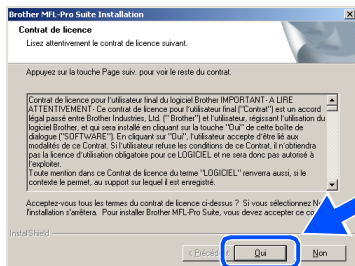 Brother MFL-Pro Suite Installation
Contrat de licence
Lisez attentivement le contrat de licence suivant.
Appuyez sur la touche Page suiv. pour voir le reste du contrat.
Contrat de licence pour l'utilisateur final du logiciel Brother IMPORTANT- A LIRE
ATTENTIVEMENT- Ce contrat de licence pour l'utilisateur final ("Contrat") est un accord
légal passé entre Brother Industries, Ltd. (" Brother") et l'utilisateur, régissant l'utilisation du
logiciel Brother, et qui sera installé en cliquant sur la touche "Oui" de cette boîte de
dialogue ("SOFTWARE"). En cliquant sur "Oui", l'utilisateur accepte d'être lié aux
modalités de ce Contrat. Si l'utilisateur refuse les conditions de ce Contrat, il n'obtiendra
pas la licence d'utilisation obligatoire pour ce LOGICIEL et ne sera donc pas autorisé à
l'exploiter.
Toute mention dans ce Contrat de licence du terme "LOGICIEL" renverra aussi, si le
contexte le permet, au support sur lequel il est enregistré.
Acceptez-vous tous les termes du contrat de licence ci-dessus ? Si vous sélectionnez
l'installation s'arrêtera. Pour installer Brother MFL-Pro Suite, vous devez accepter ce
InstallShield
< Précédent Oui Non